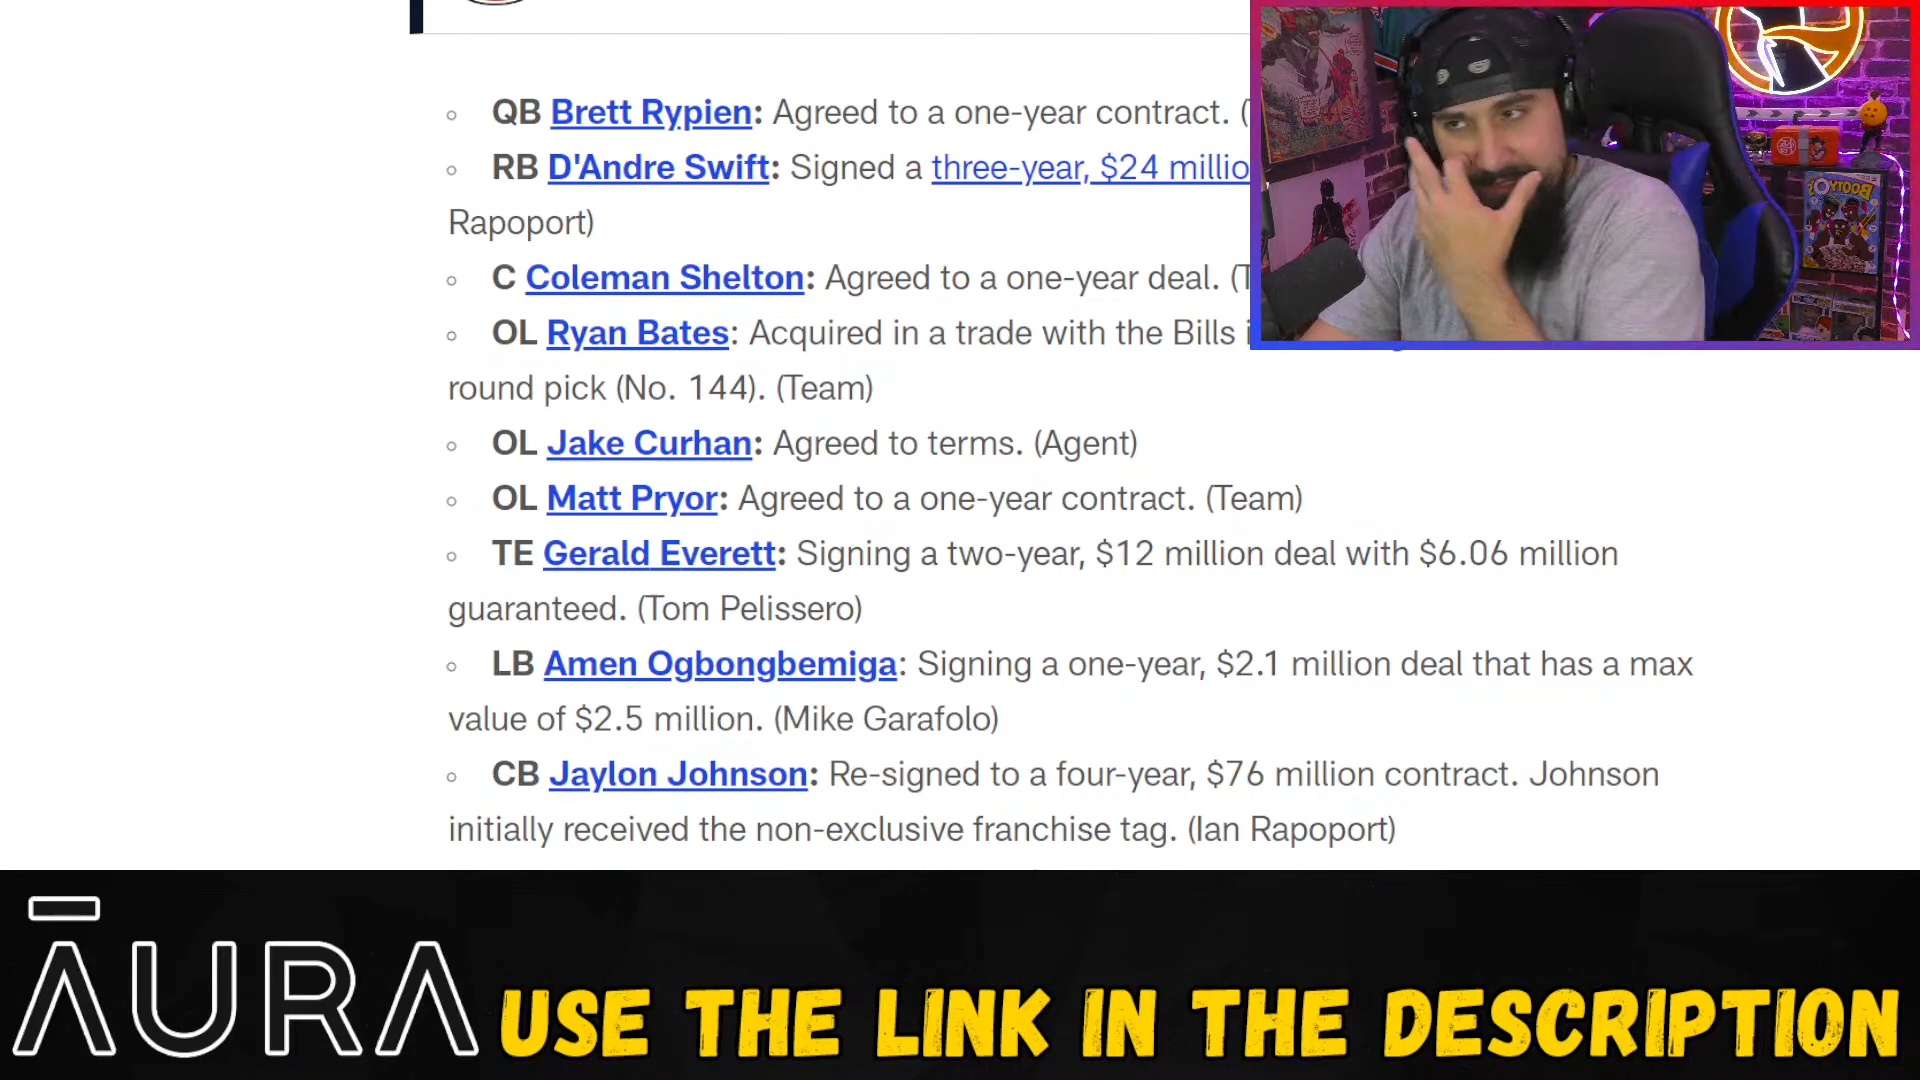 QB Brett Rypien: Agreed to a one-year contract. (
RB D'Andre Swift: Signed a three-year, $24 millio
Rapoport)
C Coleman Shelton: Agreed to a one-year deal. (T
OL Ryan Bates: Acquired in a trade with the Bills i
round pick (No. 144). (Team)
OL Jake Curhan: Agreed to terms. (Agent)
OL Matt Pryor: Agreed to a one-year contract. (Team)
TE Gerald Everett: Signing a two-year, $12 million deal with $6.06 million
guaranteed. (Tom Pelissero)
LB Amen Ogbongbemiga: Signing a one-year, $2.1 million deal that has a max
value of $2.5 million. (Mike Garafolo)
CB Jaylon Johnson: Re-signed to a four-year, $76 million contract. Johnson
initially received the non-exclusive franchise tag. (Ian Rapoport)
ĀURA USE THE LINK IN THE DESCRIPTION